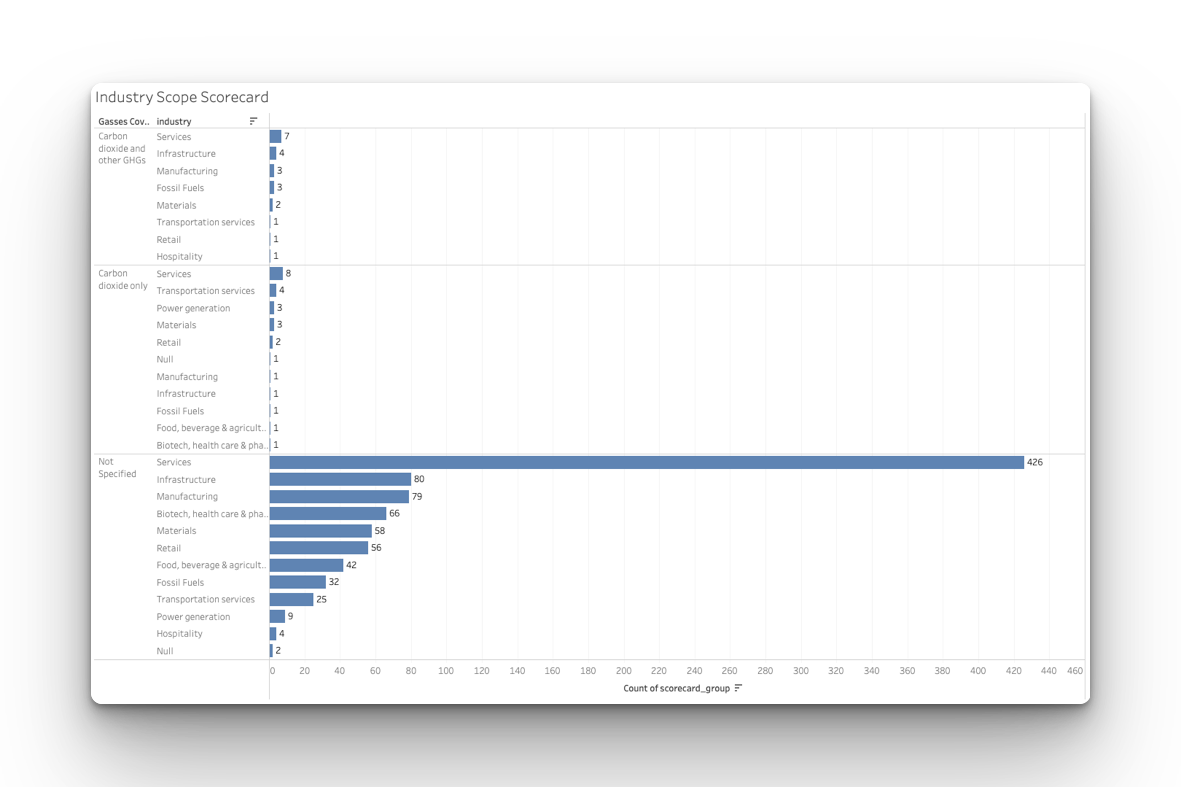 Industry Scope Scorecard
Gasses Cov.. industry
Carbon dioxide and other GHGs
Services 7
Infrastructure 4
Manufacturing 3
Fossil Fuels 3
Materials 2
Transportation services 1
Retail 1
Hospitality 1
Carbon dioxide only
Services 8
Transportation services 4
Power generation 3
Materials 3
Retail 2
Null 1
Manufacturing 1
Infrastructure 1
Fossil Fuels 1
Food, beverage & agricult.. 1
Biotech, health care & pha.. 1
Not Specified
Services 426
Infrastructure 80
Manufacturing 79
Biotech, health care & pha.. 66
Materials 58
Retail 56
Food, beverage & agricult.. 42
Fossil Fuels 32
Transportation services 25
Power generation 9
Hospitality 4
Null 2
0 20 40 60 80 100 120 140 160 180 200 220 240 260 280 300 320 340 360 380 400 420 440 460
Count of scorecard_group